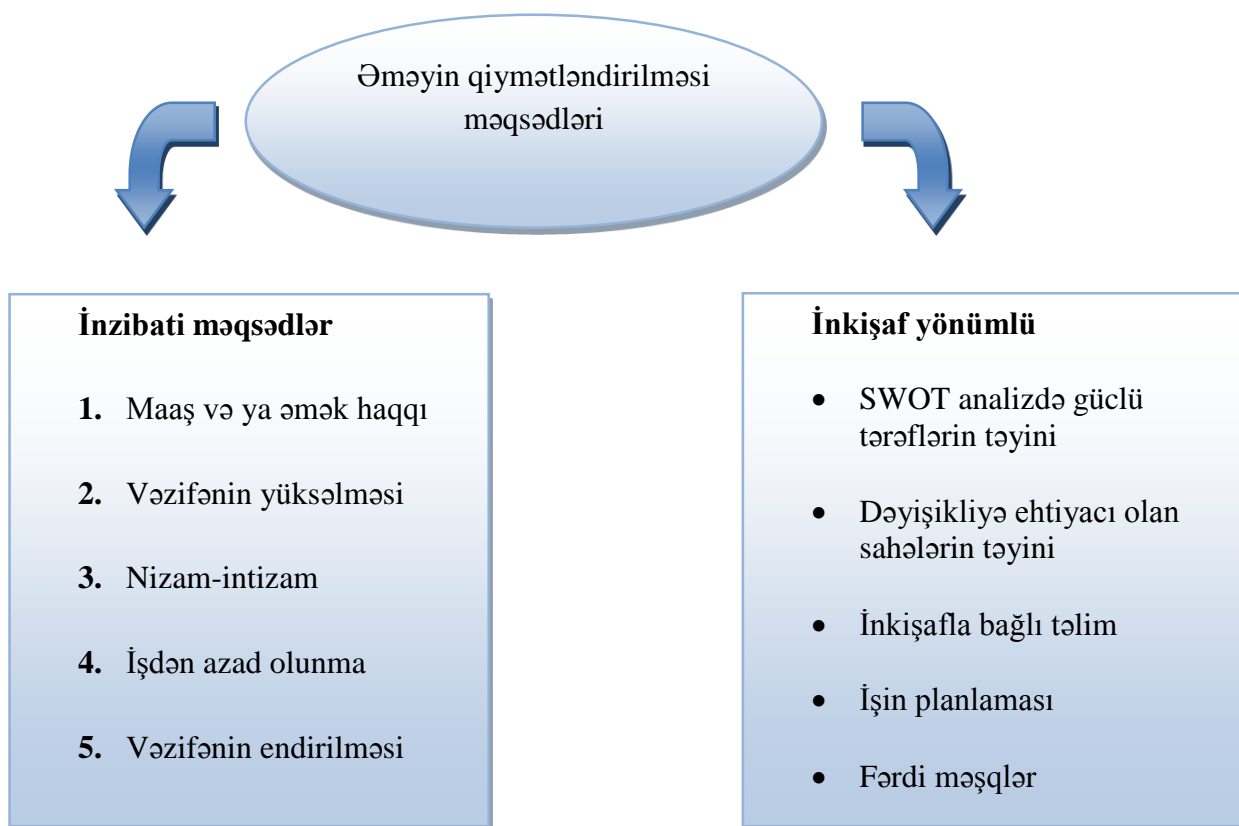 Əməyin qiymətləndirilməsi
məqsədləri
İnzibati məqsədlər
1. Maaş və ya əmək haqqı
2. Vəzifənin yüksəlməsi
3. Nizam-intizam
4. İşdən azad olunma
5. Vəzifənin endirilməsi
İnkişaf yönümlü
• SWOT analizdə güclü
tərəflərin təyini
• Dəyişikliyə ehtiyacı olan
sahələrin təyini
• İnkişafla bağlı təlim
• İşin planlaması
• Fərdi məşqlər